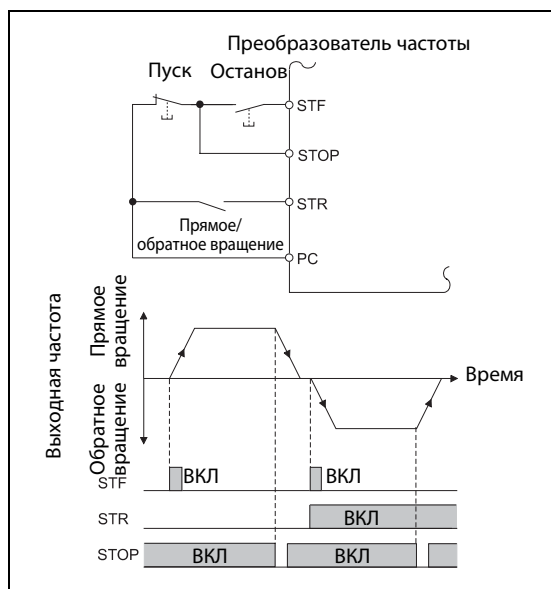 Преобразователь частоты
Пуск
Останов
STF
STOP
STR
Прямое/
обратное вращение
PC
Выходная частота
Прямое
вращение
Обратное
вращение
Время
STF
ВКЛ
ВКЛ
STR
ВКЛ
STOP
ВКЛ
ВКЛ